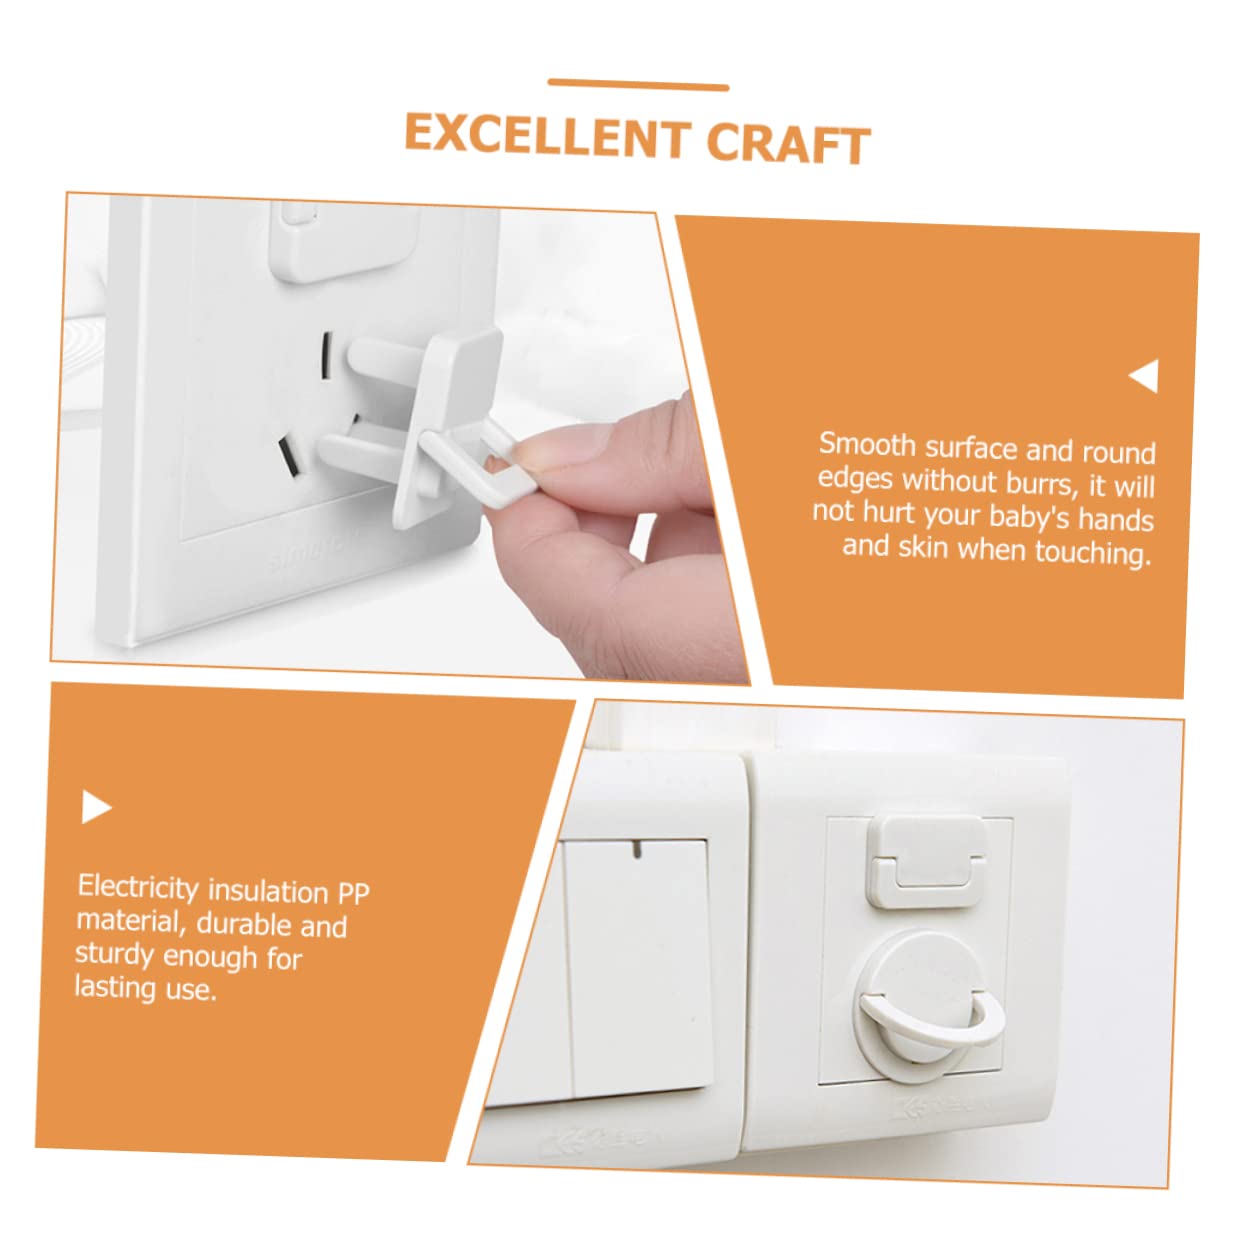 EXCELLENT CRAFT
Smooth surface and round
edges without burrs, it will
not hurt your baby's hands
and skin when touching.
Electricity insulation PP
material, durable and
sturdy enough for
lasting use.